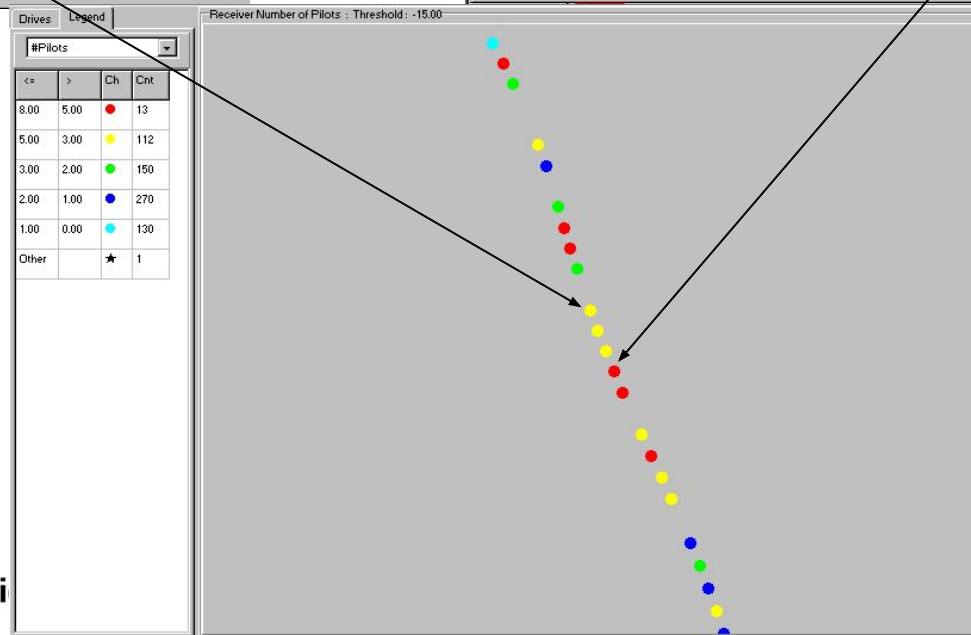 Drives Legend
Receiver Number of Pilots : Threshold : -15.00
#Pilots
<= > Ch Cnt
8.00 5.00 13
5.00 3.00 112
3.00 2.00 150
2.00 1.00 270
1.00 0.00 130
Other ★ 1